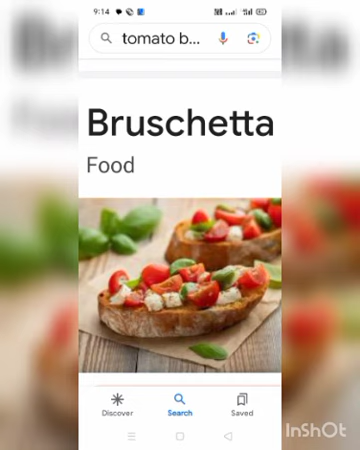 9:14
tomato b...
Bruschetta
Food
Discover
Search
Saved
InShOt